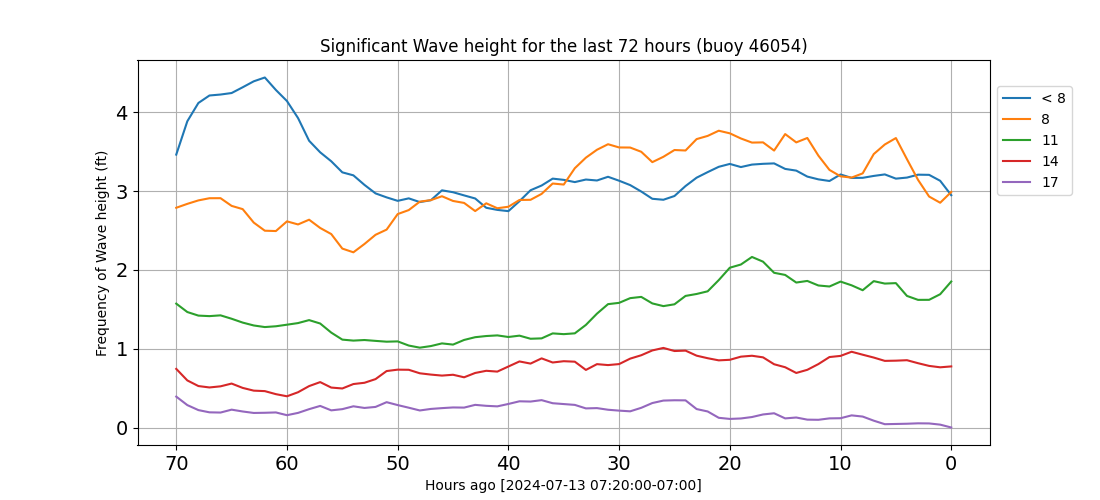 Significant Wave height for the last 72 hours (buoy 46054)
Frequency of Wave height (ft)
4
3
2
1
0
70 60 50 40 30 20 10 0
Hours ago [2024-07-13 07:20:00-07:00]
< 8
8
11
14
17